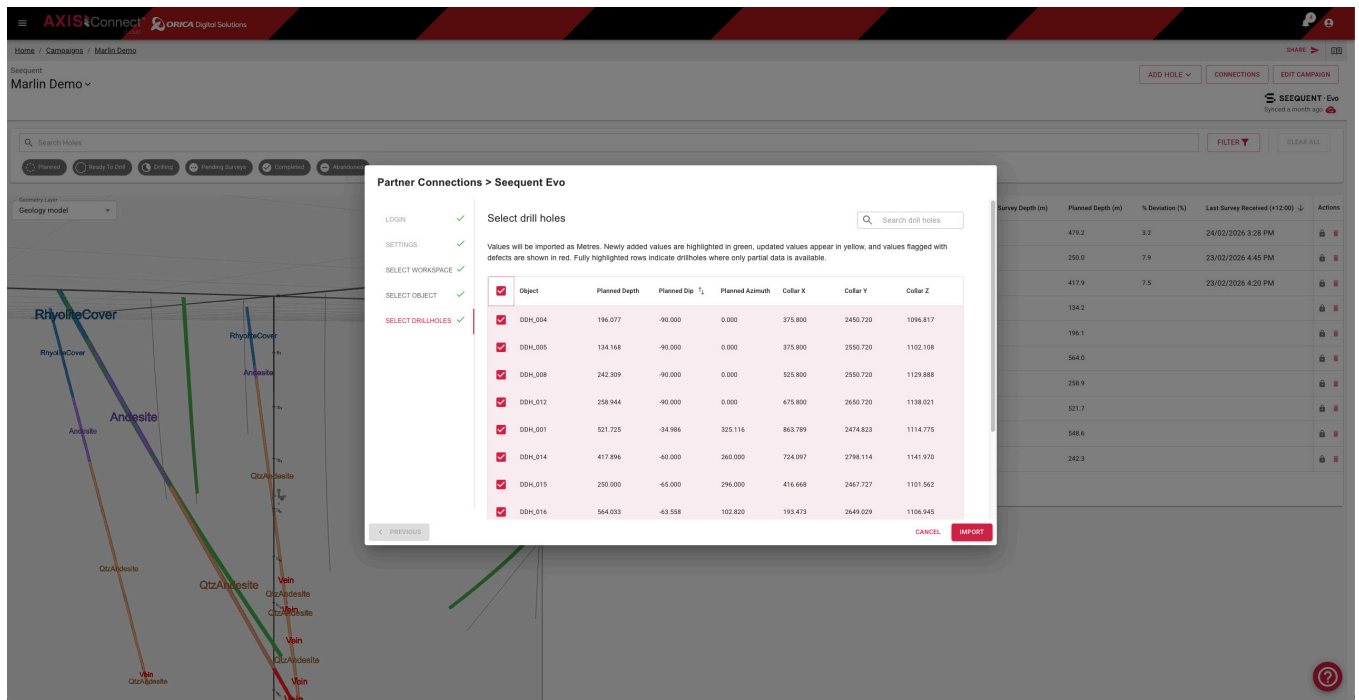 AXIS Connect ORICA Digital Solutions
Home / Campaigns / Marlin Demo
SHARE
Seequent
Marlin Demo
ADD HOLE
CONNECTIONS
EDIT CAMPAIGN
SEEQUENT · Evo
Synced a month ago
Search Holes
FILTER
CLEAR ALL
Planned
Ready To Drill
Drilling
Pending Surveys
Completed
Abandoned
Geometry Layer
Geology model
Partner Connections > Seequent Evo
LOGIN
SETTINGS
SELECT WORKSPACE
SELECT OBJECT
SELECT DRILLHOLES
Select drill holes
Search drill holes
Values will be imported as Metres. Newly added values are highlighted in green, updated values appear in yellow, and values flagged with
defects are shown in red. Fully highlighted rows indicate drillholes where only partial data is available.
Object Planned Depth Planned Dip Planned Azimuth Collar X Collar Y Collar Z
DDH_004 196.077 -90.000 0.000 375.800 2450.720 1096.817
DDH_005 134.168 -90.000 0.000 375.800 2550.720 1102.108
DDH_008 242.309 -90.000 0.000 525.800 2550.720 1129.888
DDH_012 258.944 -90.000 0.000 675.800 2650.720 1138.021
DDH_001 521.725 -34.986 325.116 863.789 2474.823 1114.775
DDH_014 417.896 -60.000 260.000 724.097 2798.114 1141.970
DDH_015 250.000 -65.000 296.000 416.668 2467.727 1101.562
DDH_016 564.033 -63.558 102.820 193.473 2649.029 1106.945
PREVIOUS
CANCEL
IMPORT
Survey Depth (m) Planned Depth (m) % Deviation (%) Last Survey Received (+12:00) Actions
479.2 3.2 24/02/2026 3:28 PM
250.0 7.9 23/02/2026 4:45 PM
417.9 7.5 23/02/2026 4:20 PM
134.2
196.1
564.0
258.9
521.7
548.6
242.3
RhyoliteCover
RhyoliteCover
RhyoliteCover
Andesite
Andesite
Andesite
QtzAndesite
QtzAndesite
QtzAndesite
Vein
QtzAndesite
Vein
QtzAndesite
Vein
QtzAndesite
Vein
QtzAndesite
Vein
Vein